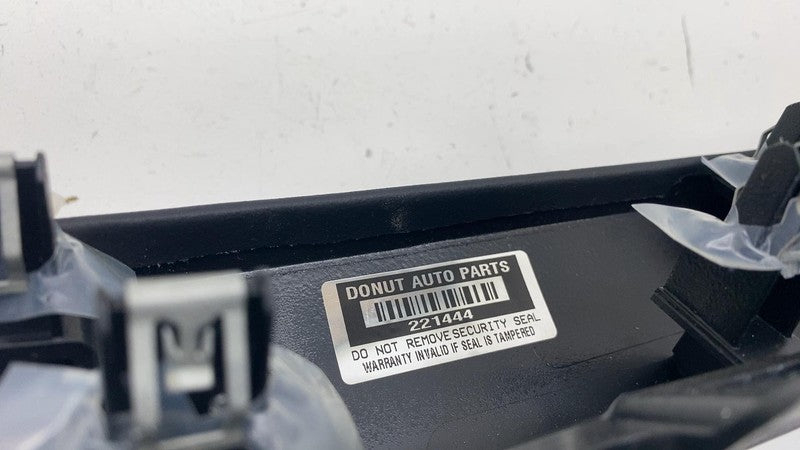 DONUT AUTO PARTS
221444
DO NOT REMOVE SECURITY SEAL
WARRANTY INVALID IF SEAL IS TAMPERED